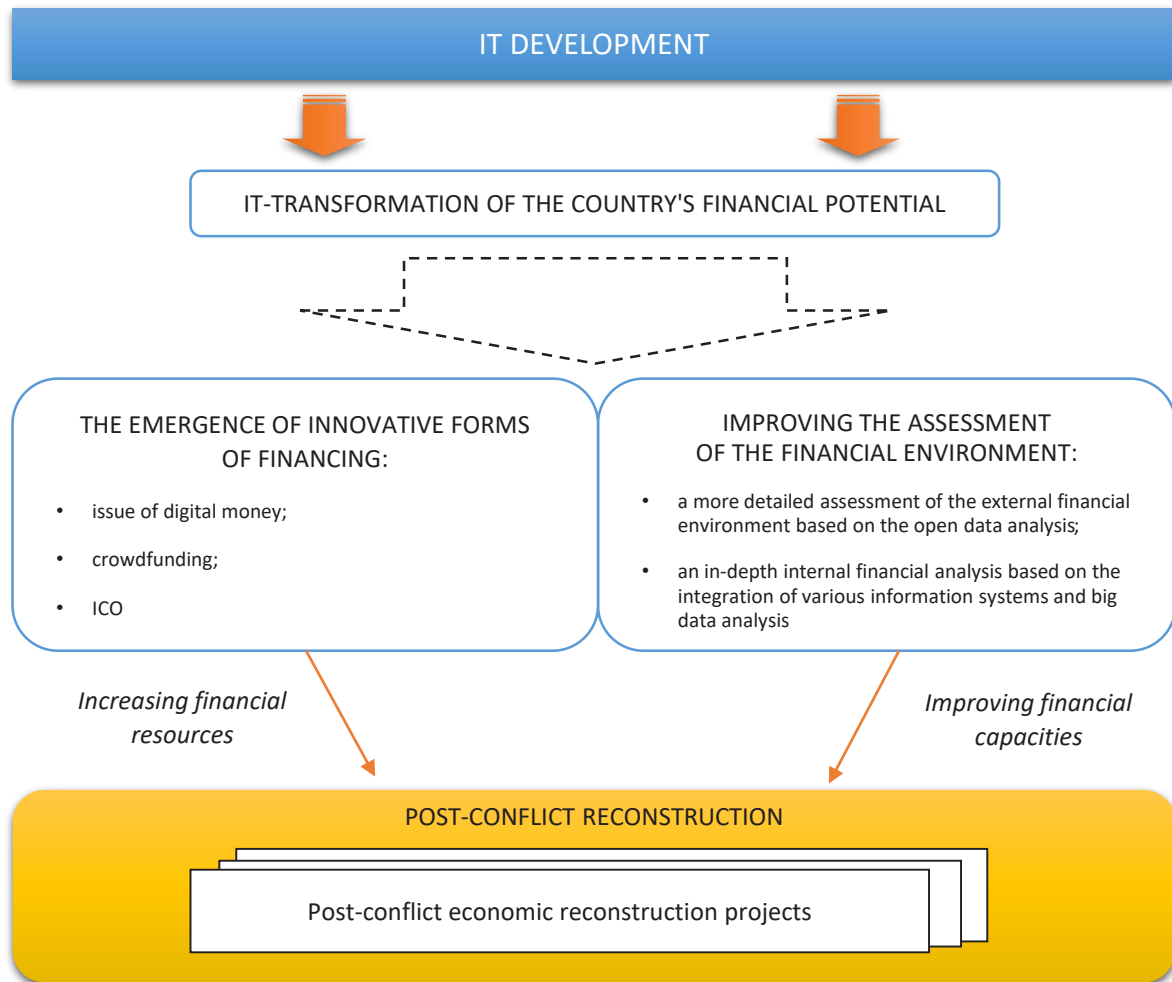 IT DEVELOPMENT
IT-TRANSFORMATION OF THE COUNTRY'S FINANCIAL POTENTIAL
THE EMERGENCE OF INNOVATIVE FORMS
OF FINANCING:
• issue of digital money;
• crowdfunding;
• ICO
IMPROVING THE ASSESSMENT
OF THE FINANCIAL ENVIRONMENT:
• a more detailed assessment of the external financial
environment based on the open data analysis;
• an in-depth internal financial analysis based on the
integration of various information systems and big
data analysis
Increasing financial
resources
Improving financial
capacities
POST-CONFLICT RECONSTRUCTION
Post-conflict economic reconstruction projects